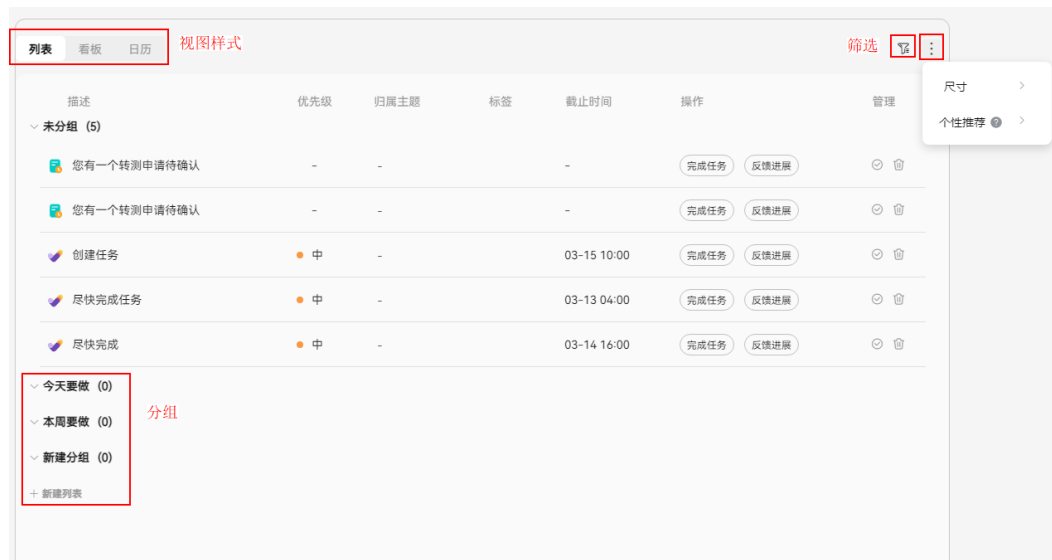 列表 看板 日历 视图样式 筛选
尺寸
个性推荐 ?
描述 优先级 归属主题 标签 截止时间 操作 管理
未分组 (5)
您有一个转测申请待确认 - - - 完成任务 反馈进展
您有一个转测申请待确认 - - - 完成任务 反馈进展
创建任务 中 - 03-15 10:00 完成任务 反馈进展
尽快完成任务 中 - 03-13 04:00 完成任务 反馈进展
尽快完成 中 - 03-14 16:00 完成任务 反馈进展
今天要做 (0)
分组
本周要做 (0)
新建分组 (0)
+ 新建列表